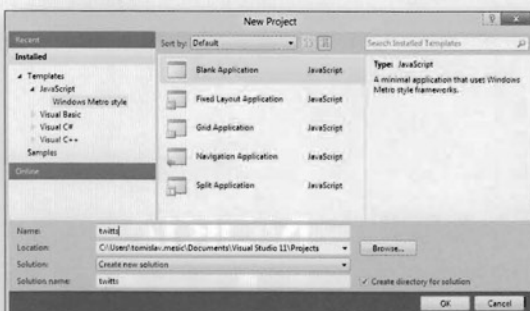 New Project
Recent
Installed
Templates
JavaScript
Windows Metro style
Visual Basic
Visual C#
Visual C++
Samples
Online
Sort by: Default
Blank Application JavaScript
Fixed Layout Application JavaScript
Grid Application JavaScript
Navigation Application JavaScript
Split Application JavaScript
Search Installed Templates
Type: JavaScript
A minimal application that uses Windows
Metro style frameworks.
Name: twitts
Location: C:\Users\tomislav.mesic\Documents\Visual Studio 11\Projects
Browse...
Solution: Create new solution
Solution name: twitts
Create directory for solution
OK Cancel